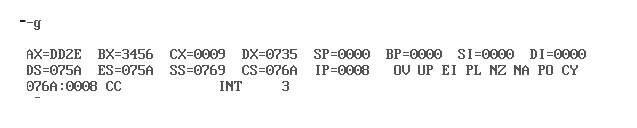 -g
AX=DD2E BX=3456 CX=0009 DX=0735 SP=0000 BP=0000 SI=0000 DI=0000
DS=075A ES=075A SS=0769 CS=076A IP=0008 OV UP EI PL NZ NA PO CY
076A:0008 CC INT 3